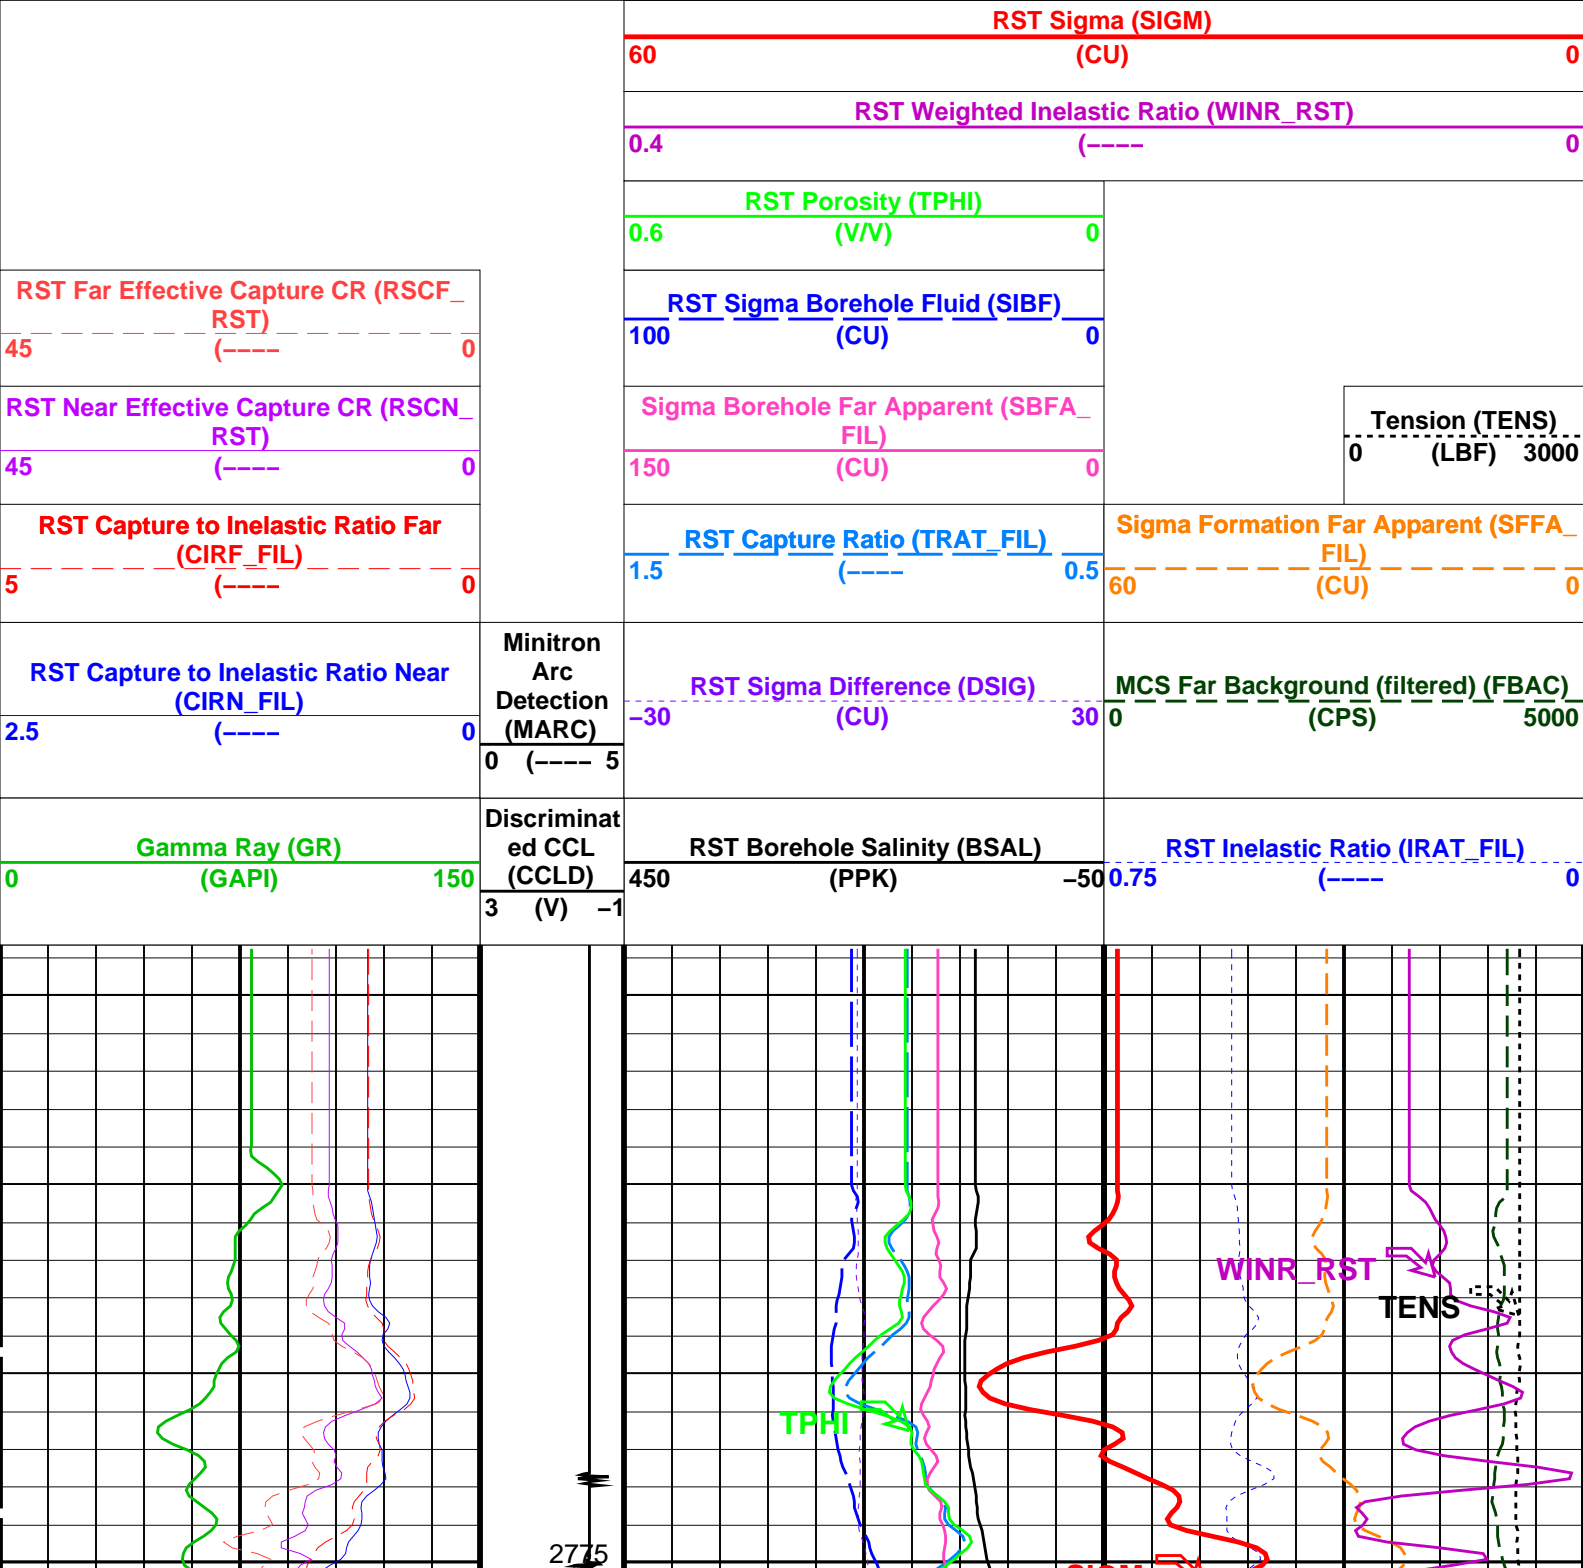 RST Sigma (SIGM)
60 (CU) 0
RST Weighted Inelastic Ratio (WINR_RST)
0.4 (---- 0
RST Porosity (TPHI)
0.6 (V/V) 0
RST Far Effective Capture CR (RSCF_
RST)
45 (---- 0
RST Sigma Borehole Fluid (SIBF)
100 (CU) 0
RST Near Effective Capture CR (RSCN_
RST)
45 (---- 0
Sigma Borehole Far Apparent (SBFA_
FIL)
150 (CU) 0
Tension (TENS)
0 (LBF) 3000
RST Capture to Inelastic Ratio Far
(CIRF_FIL)
5 (---- 0
RST Capture Ratio (TRAT_FIL)
1.5 (---- 0.5
Sigma Formation Far Apparent (SFFA_
FIL)
60 (CU) 0
RST Capture to Inelastic Ratio Near
(CIRN_FIL)
2.5 (---- 0
Minitron
Arc
Detection
(MARC)
0 (---- 5
RST Sigma Difference (DSIG)
-30 (CU) 30
MCS Far Background (filtered) (FBAC)
0 (CPS) 5000
Gamma Ray (GR)
0 (GAPI) 150
Discriminat
ed CCL
(CCLD)
3 (V) -1
RST Borehole Salinity (BSAL)
450 (PPK) -50
RST Inelastic Ratio (IRAT_FIL)
0.75 (---- 0
WINR_RST
TENS
TPHI
2775